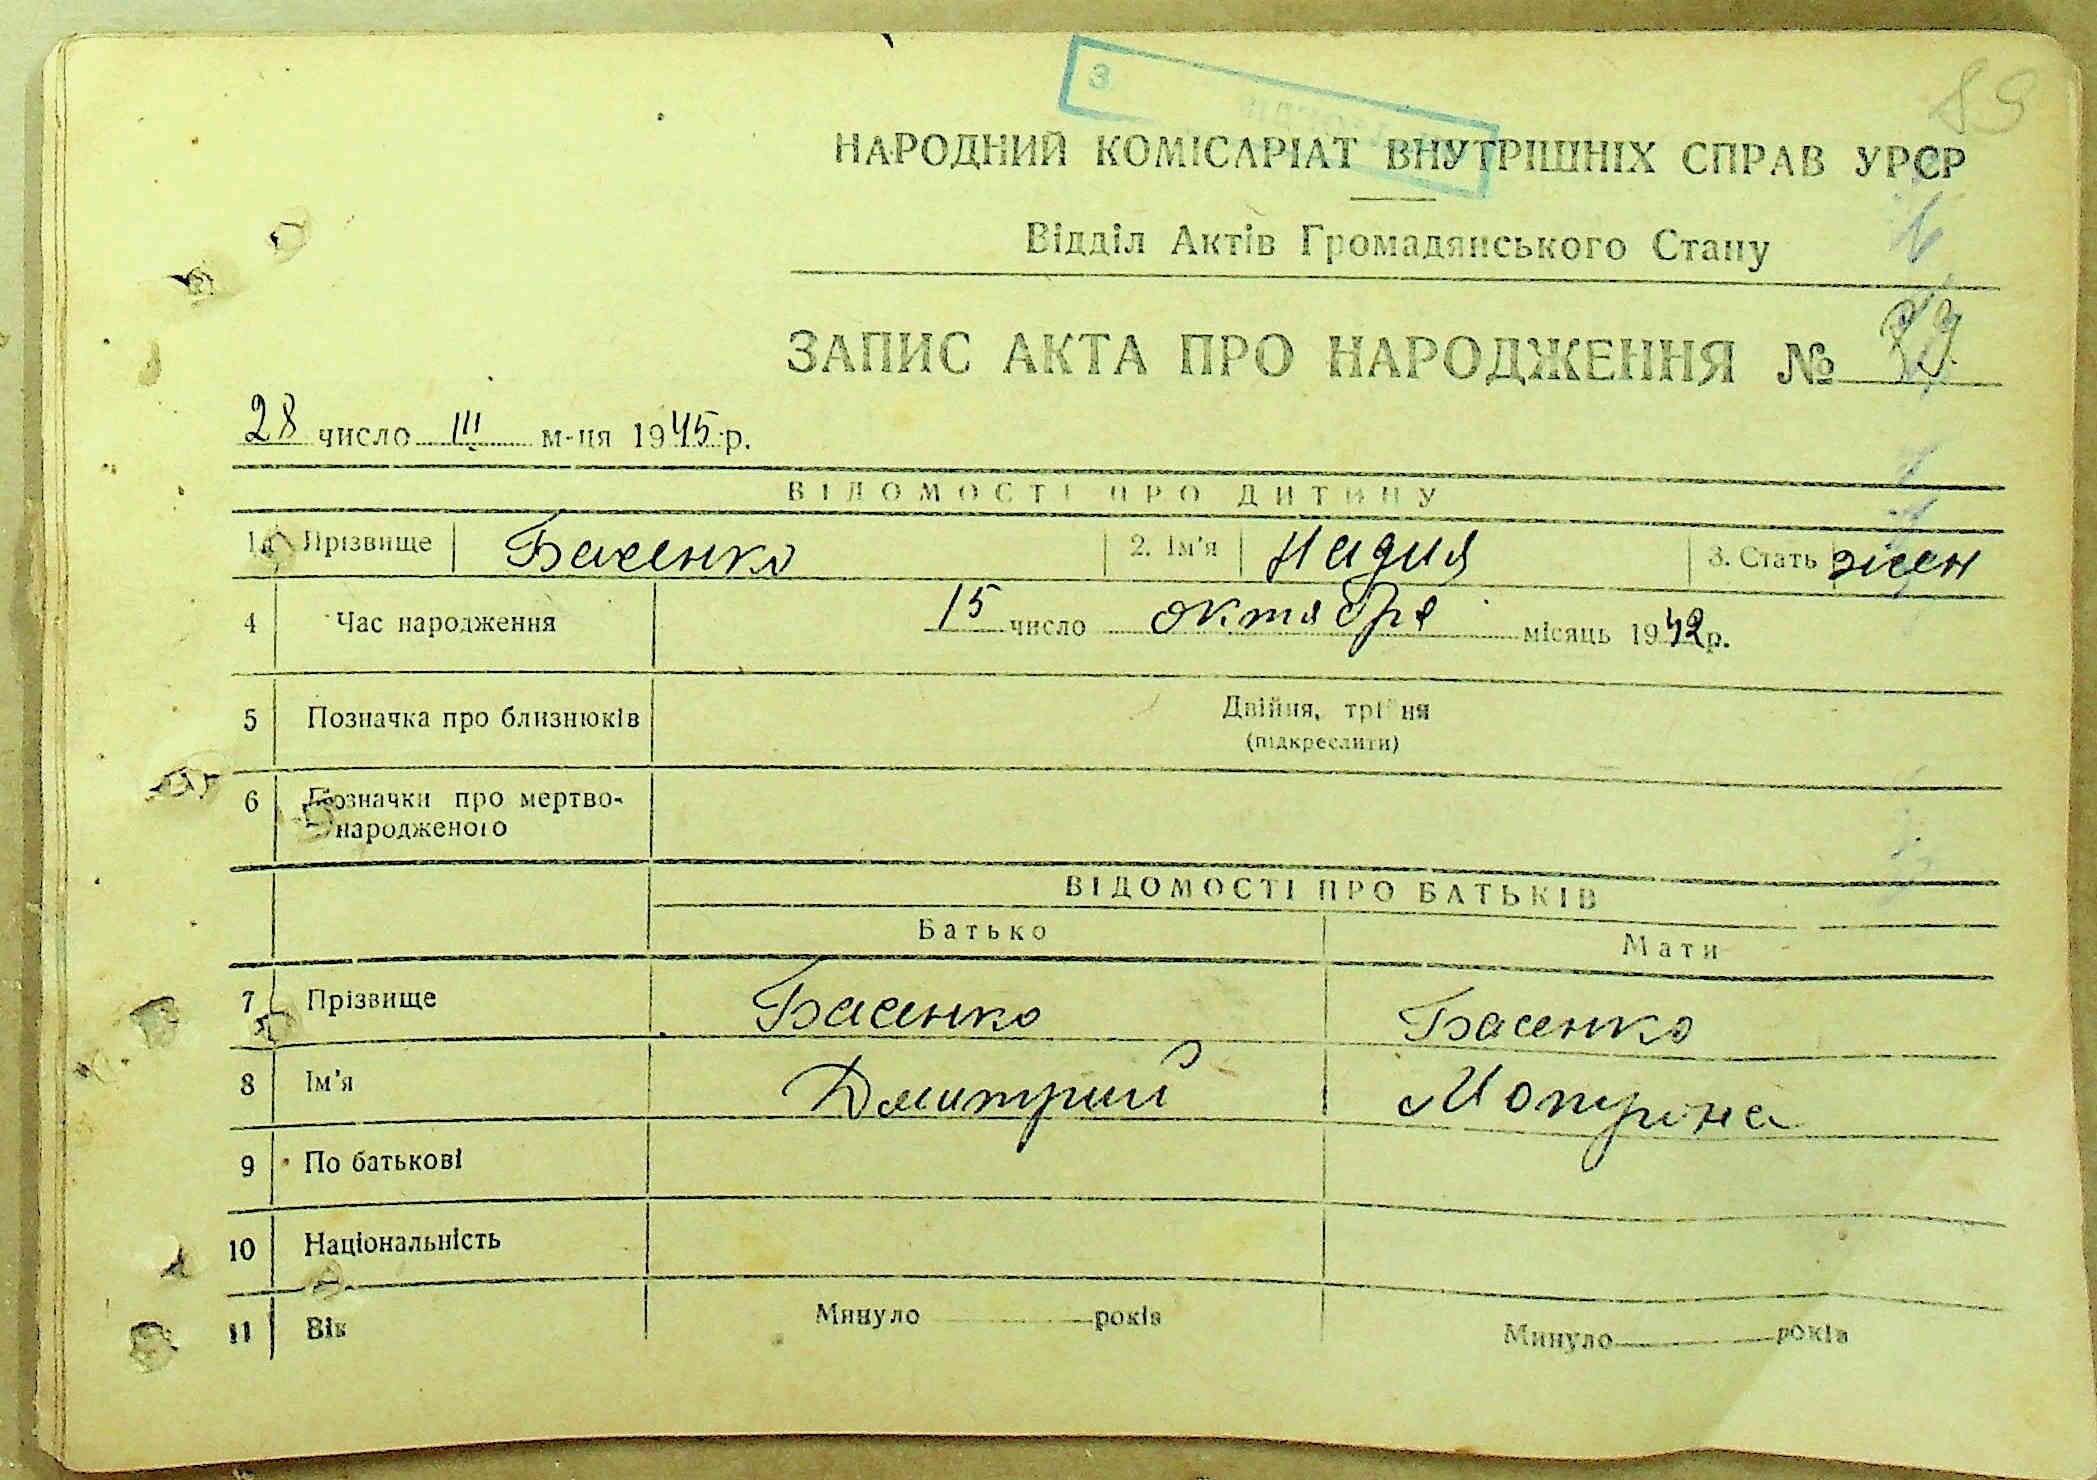 89
З
НАРОДНИЙ КОМІСАРІАТ ВНУТРІШНІХ СПРАВ УРСР
Відділ Актів Громадянського Стану
ЗАПИС АКТА ПРО НАРОДЖЕННЯ № 89
28 число III м-ця 1945 р.
ВІДОМОСТІ ПРО ДИТИНУ
1. Прізвище Басенко 2. Ім'я Надия 3. Стать жен
4 Час народження 15 число октября місяць 1942 р.
5 Позначка про близнюків Двійня, трійня
(підкреслити)
6 Позначки про мертво-
народженого
ВІДОМОСТІ ПРО БАТЬКІВ
Батько Мати
7 Прізвище Басенко Басенко
8 Ім'я Дмитрий Мотрона
9 По батькові
10 Національність
11 Вік Минуло років Минуло років